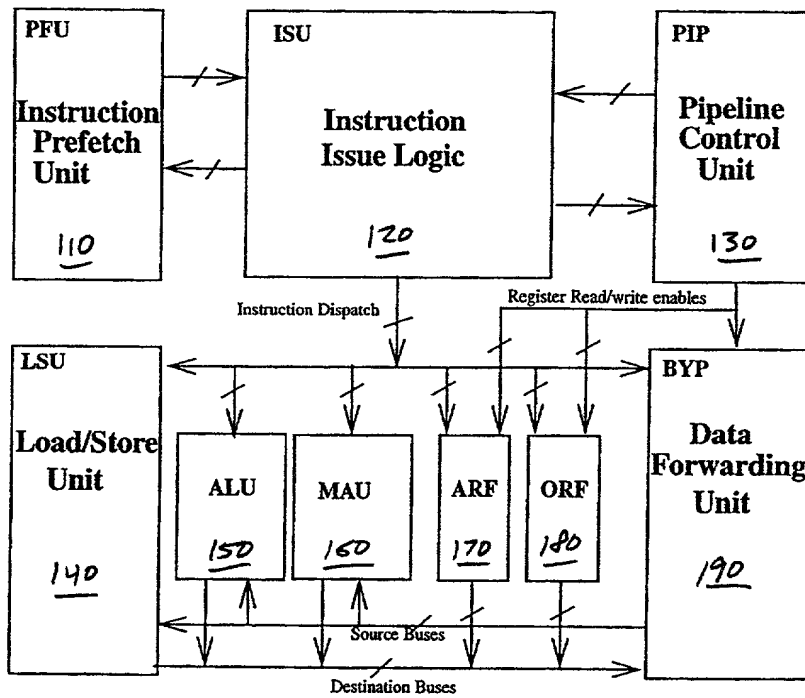 PFU
Instruction
Prefetch
Unit
110
ISU
Instruction
Issue Logic
120
PIP
Pipeline
Control
Unit
130
Instruction Dispatch
Register Read/write enables
LSU
Load/Store
Unit
140
ALU
150
MAU
160
ARF
170
ORF
180
BYP
Data
Forwarding
Unit
190
Source Buses
Destination Buses